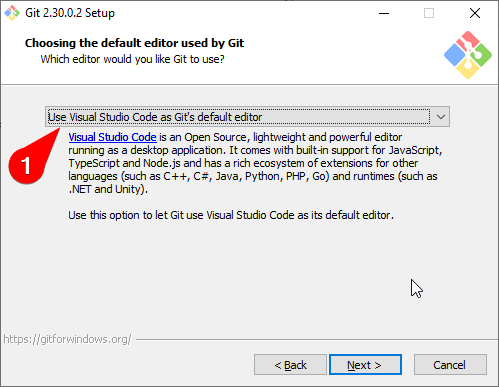 Git 2.30.0.2 Setup
Choosing the default editor used by Git
Which editor would you like Git to use?
Use Visual Studio Code as Git's default editor
1
Visual Studio Code is an Open Source, lightweight and powerful editor
running as a desktop application. It comes with built-in support for JavaScript,
TypeScript and Node.js and has a rich ecosystem of extensions for other
languages (such as C++, C#, Java, Python, PHP, Go) and runtimes (such as
.NET and Unity).
Use this option to let Git use Visual Studio Code as its default editor.
https://gitforwindows.org/
< Back
Next >
Cancel